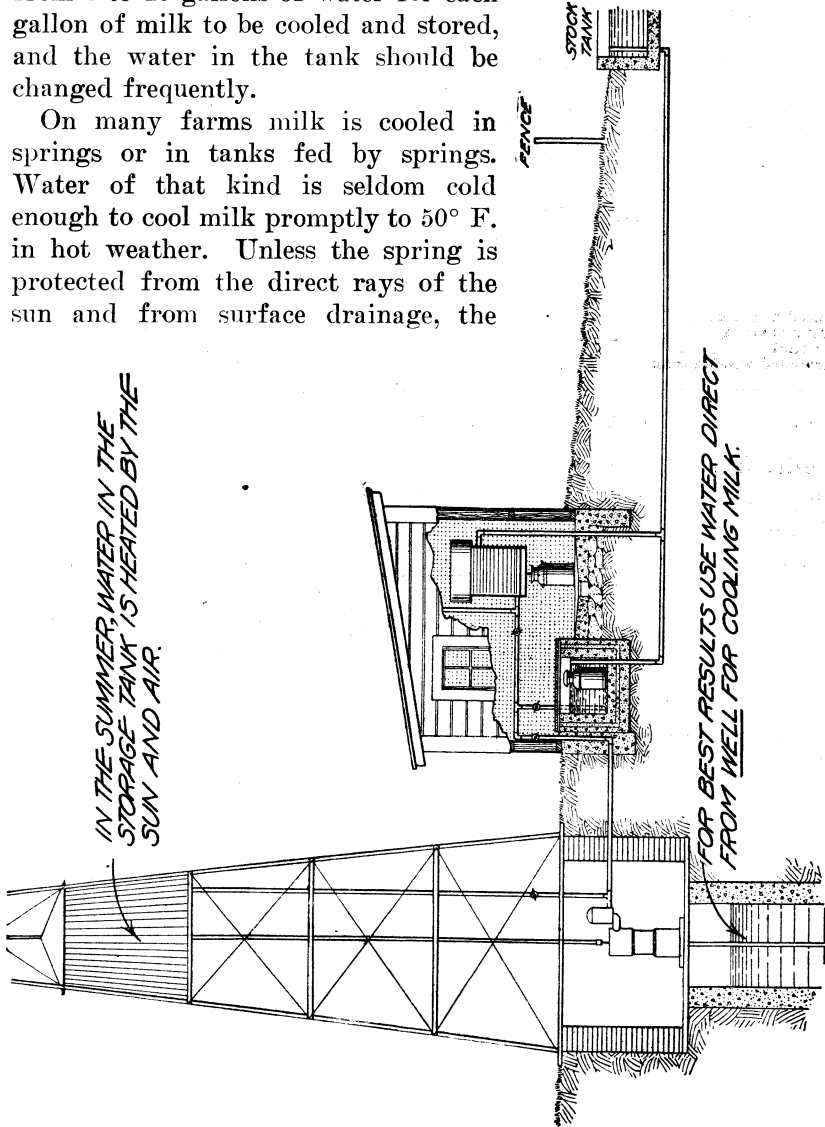 gallons of water for each
gallon of milk to be cooled and stored,
and the water in the tank should be
changed frequently.
On many farms milk is cooled in
springs or in tanks fed by springs.
Water of that kind is seldom cold
enough to cool milk promptly to 50° F.
in hot weather. Unless the spring is
protected from the direct rays of the
sun and from surface drainage, the
STOCK
TANK
FENCE
IN THE SUMMER, WATER IN THE
STORAGE TANK IS HEATED BY THE
SUN AND AIR.
FOR BEST RESULTS USE WATER DIRECT
FROM WELL FOR COOLING MILK.